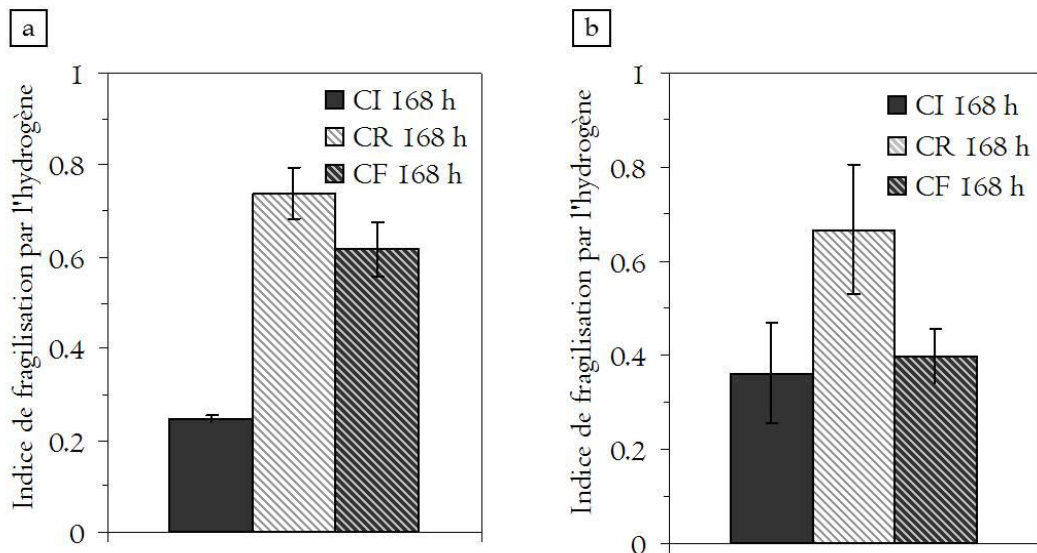 a
Indice de fragilisation par l'hydrogène
1
0.8
0.6
0.4
0.2
0
CI 168 h
CR 168 h
CF 168 h
b
Indice de fragilisation par l'hydrogène
1
0.8
0.6
0.4
0.2
0
CI 168 h
CR 168 h
CF 168 h